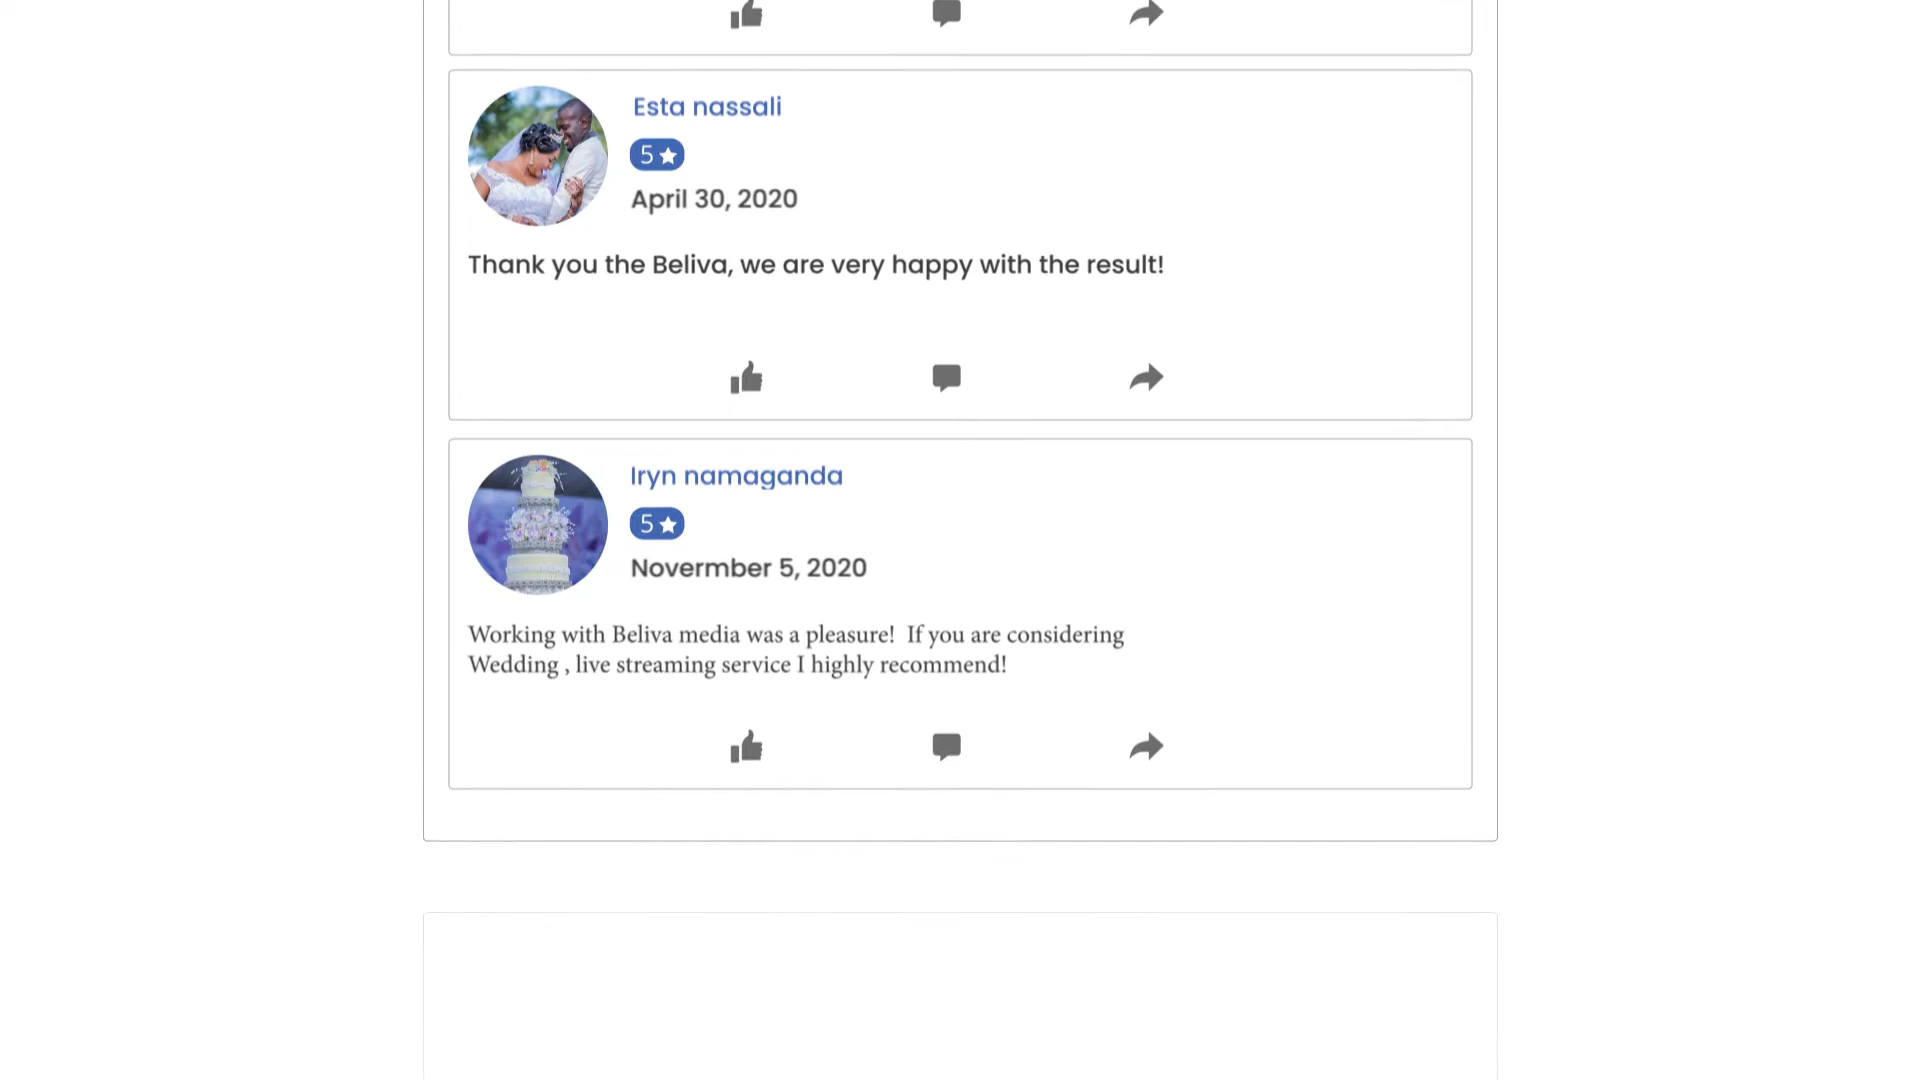 Esta nassali
5
April 30, 2020
Thank you the Beliva, we are very happy with the result!
Iryn namaganda
5
Novermber 5, 2020
Working with Beliva media was a pleasure! If you are considering
Wedding , live streaming service I highly recommend!